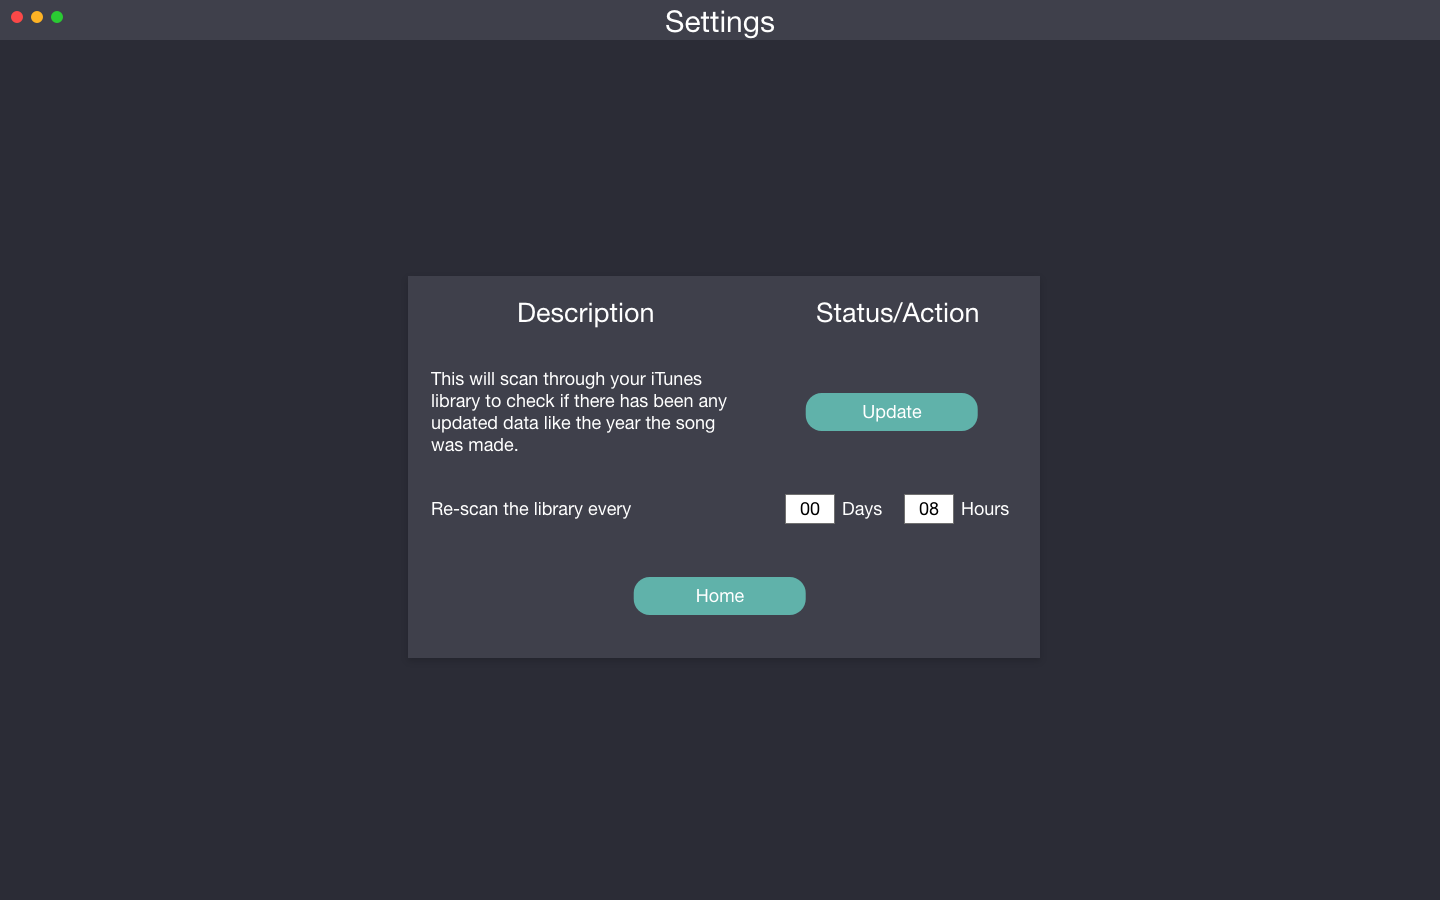 Settings
Description
Status/Action
This will scan through your iTunes
library to check if there has been any
updated data like the year the song
was made.
Update
Re-scan the library every
00 Days 08 Hours
Home